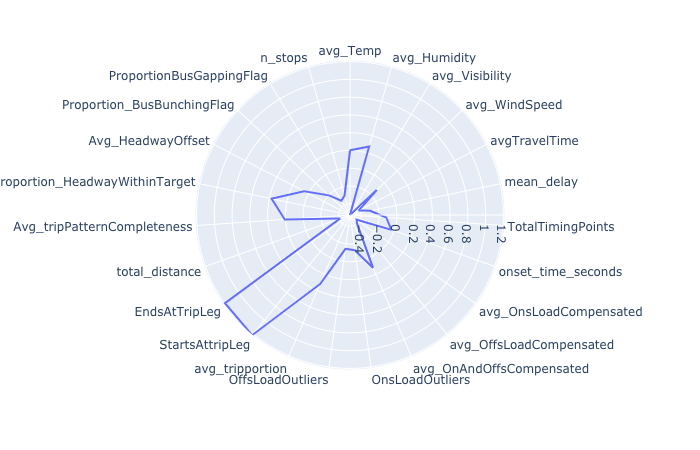 avg_Temp
avg_Humidity
avg_Visibility
avg_WindSpeed
avgTravelTime
mean_delay
TotalTimingPoints
onset_time_seconds
avg_OnsLoadCompensated
avg_OffsLoadCompensated
avg_OnAndOffsCompensated
OnsLoadOutliers
OffsLoadOutliers
avg_tripportion
StartsAttripLeg
EndsAtTripLeg
total_distance
Avg_tripPatternCompleteness
roportion_HeadwayWithinTarget
Avg_HeadwayOffset
Proportion_BusBunchingFlag
ProportionBusGappingFlag
n_stops
−0.4
−0.2
0
0.2
0.4
0.6
0.8
1
1.2